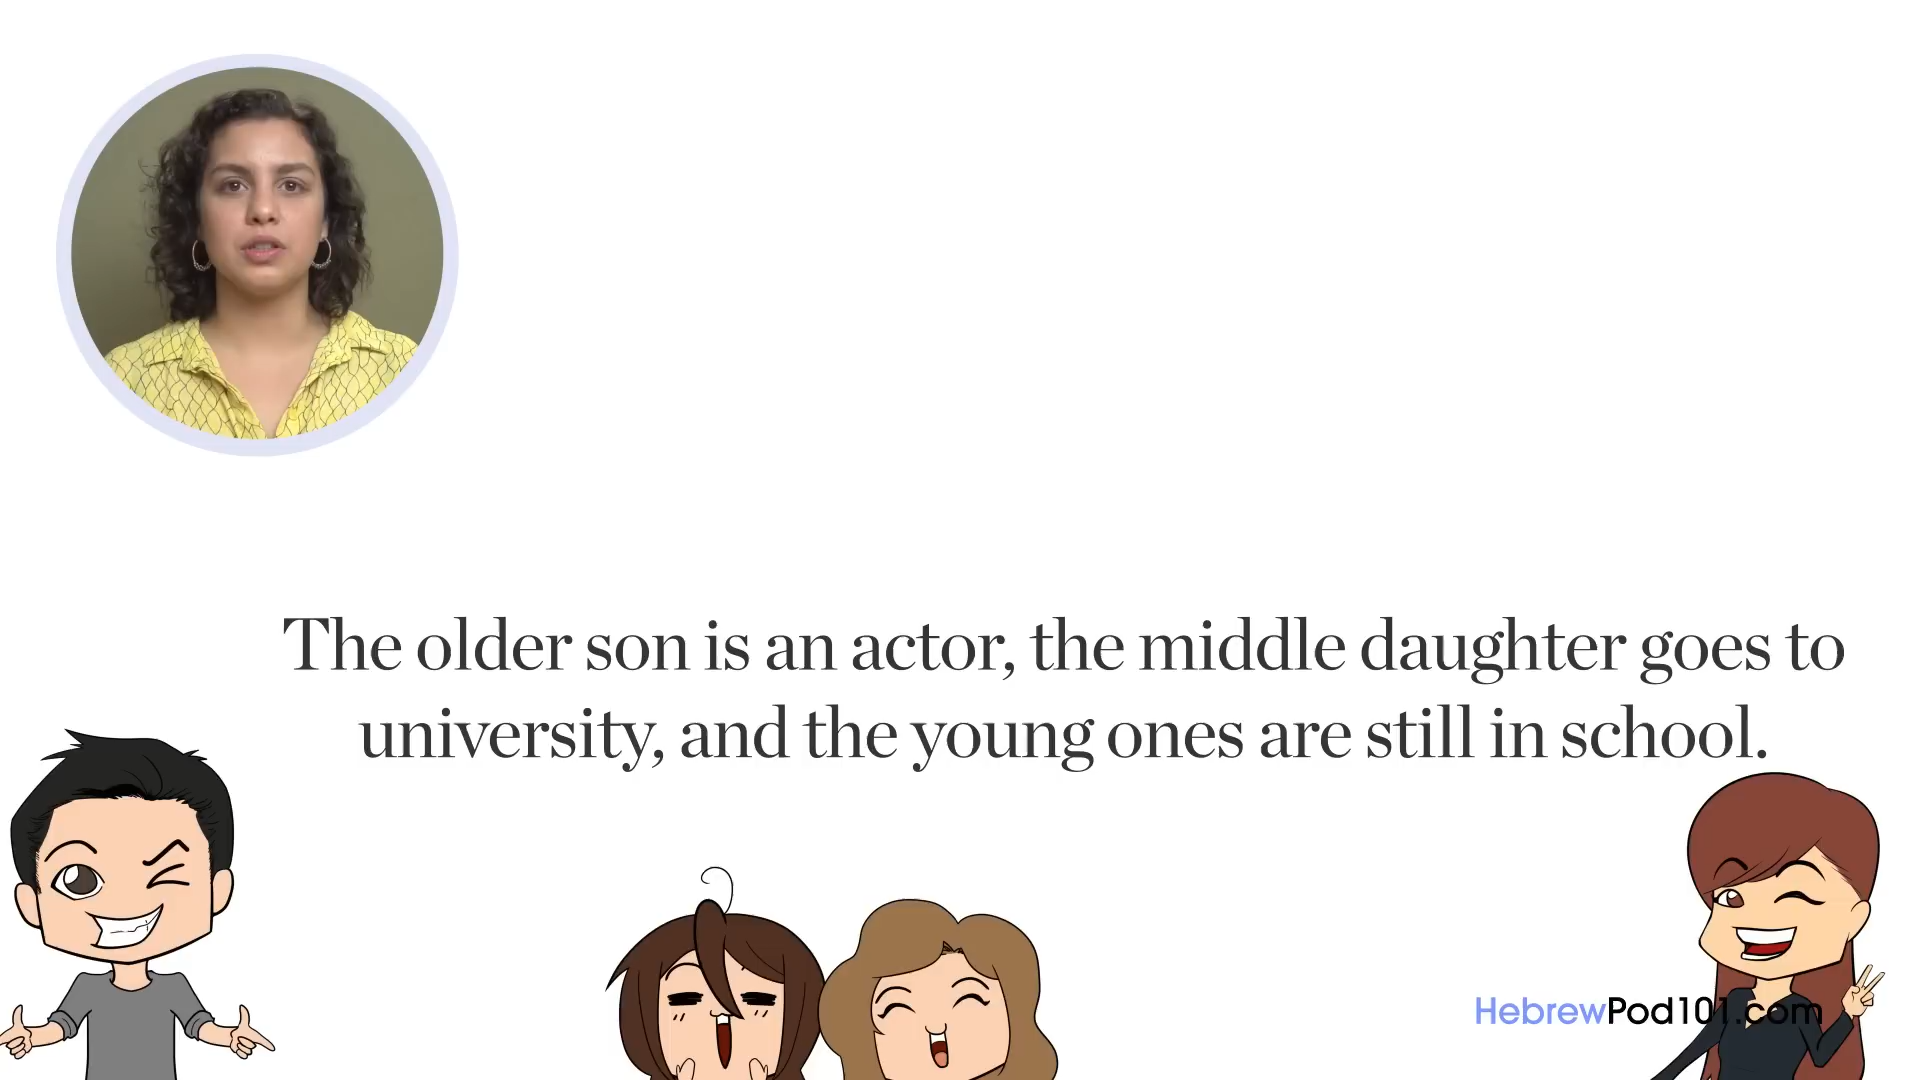 The older son is an actor, the middle daughter goes to
university, and the young ones are still in school.
HebrewPod101.com